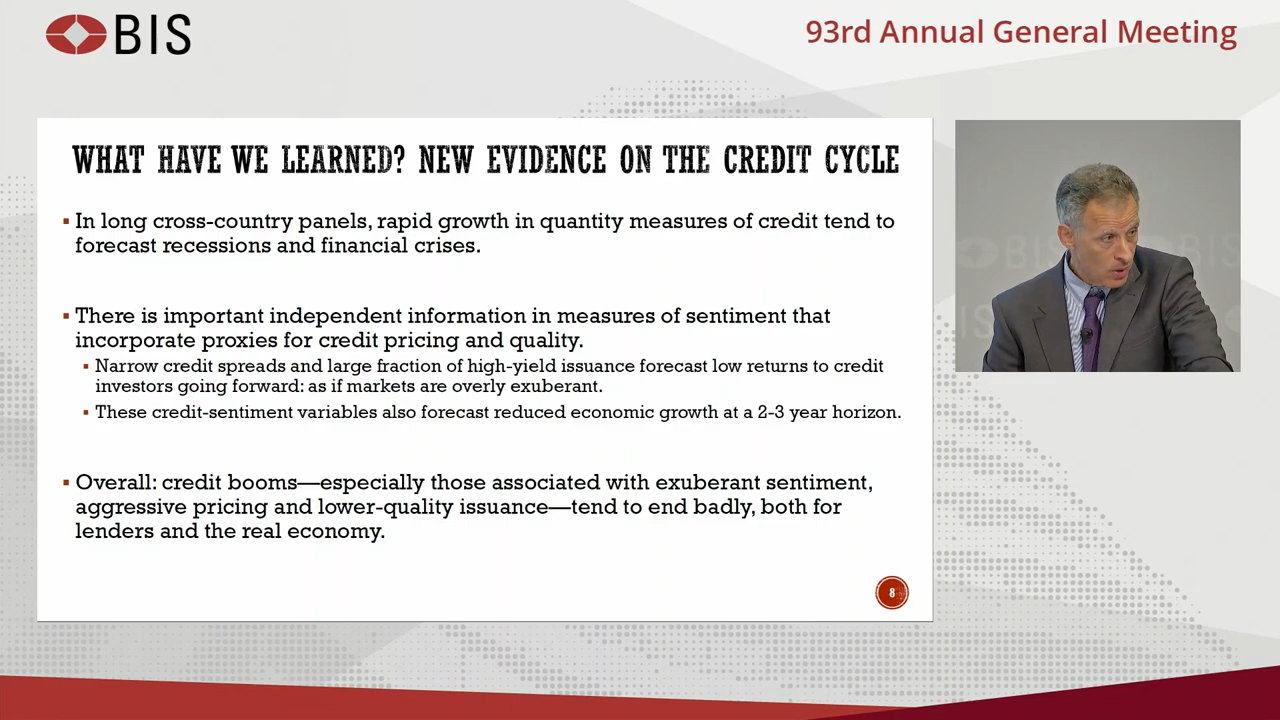 BIS
93rd Annual General Meeting
WHAT HAVE WE LEARNED? NEW EVIDENCE ON THE CREDIT CYCLE
▪ In long cross-country panels, rapid growth in quantity measures of credit tend to
forecast recessions and financial crises.
▪ There is important independent information in measures of sentiment that
incorporate proxies for credit pricing and quality.
▪ Narrow credit spreads and large fraction of high-yield issuance forecast low returns to credit
investors going forward: as if markets are overly exuberant.
▪ These credit-sentiment variables also forecast reduced economic growth at a 2-3 year horizon.
▪ Overall: credit booms—especially those associated with exuberant sentiment,
aggressive pricing and lower-quality issuance—tend to end badly, both for
lenders and the real economy.
8
BIS
BIS